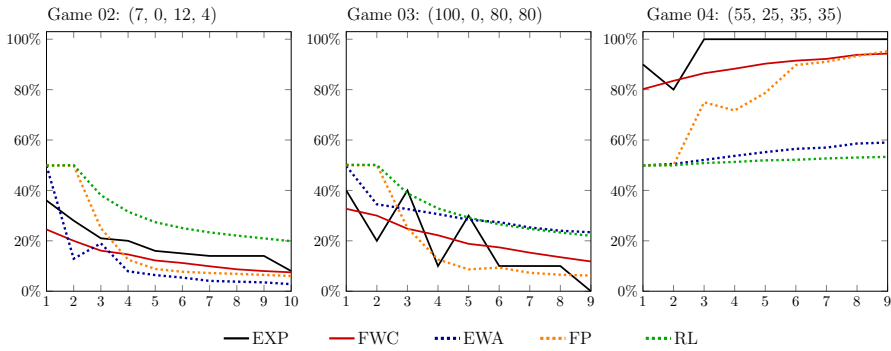 Game 02: (7, 0, 12, 4)
100%
80%
60%
40%
20%
0%
1 2 3 4 5 6 7 8 9 10
Game 03: (100, 0, 80, 80)
100%
80%
60%
40%
20%
0%
1 2 3 4 5 6 7 8 9
Game 04: (55, 25, 35, 35)
100%
80%
60%
40%
20%
0%
1 2 3 4 5 6 7 8 9
EXP FWC EWA FP RL